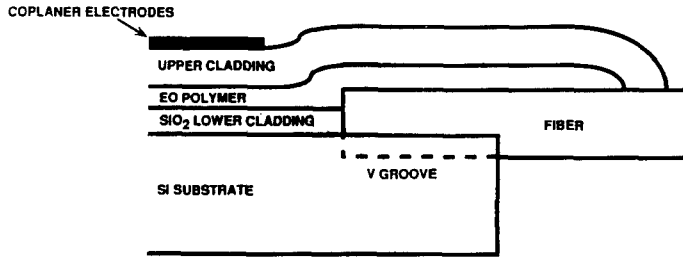 COPLANER ELECTRODES
UPPER CLADDING
EO POLYMER
SIO2 LOWER CLADDING
FIBER
V GROOVE
SI SUBSTRATE